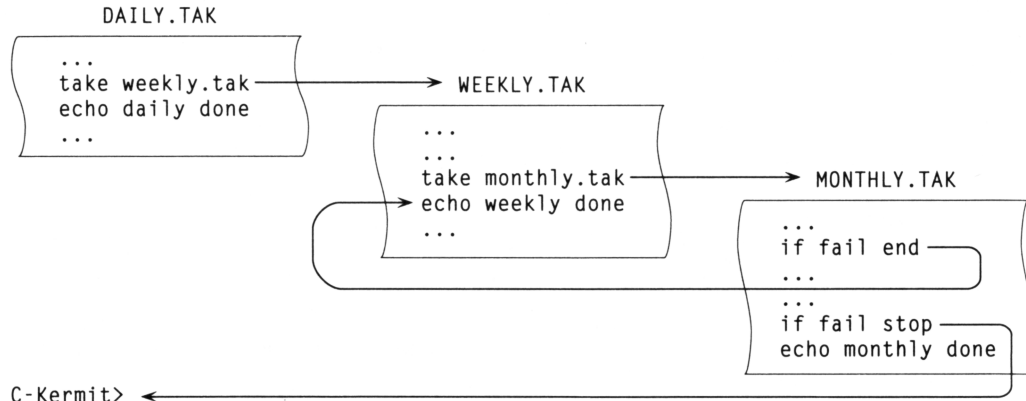 DAILY.TAK
...
take weekly.tak
echo daily done
...
WEEKLY.TAK
...
...
take monthly.tak
echo weekly done
...
MONTHLY.TAK
...
if fail end
...
...
if fail stop
echo monthly done
C-Kermit>